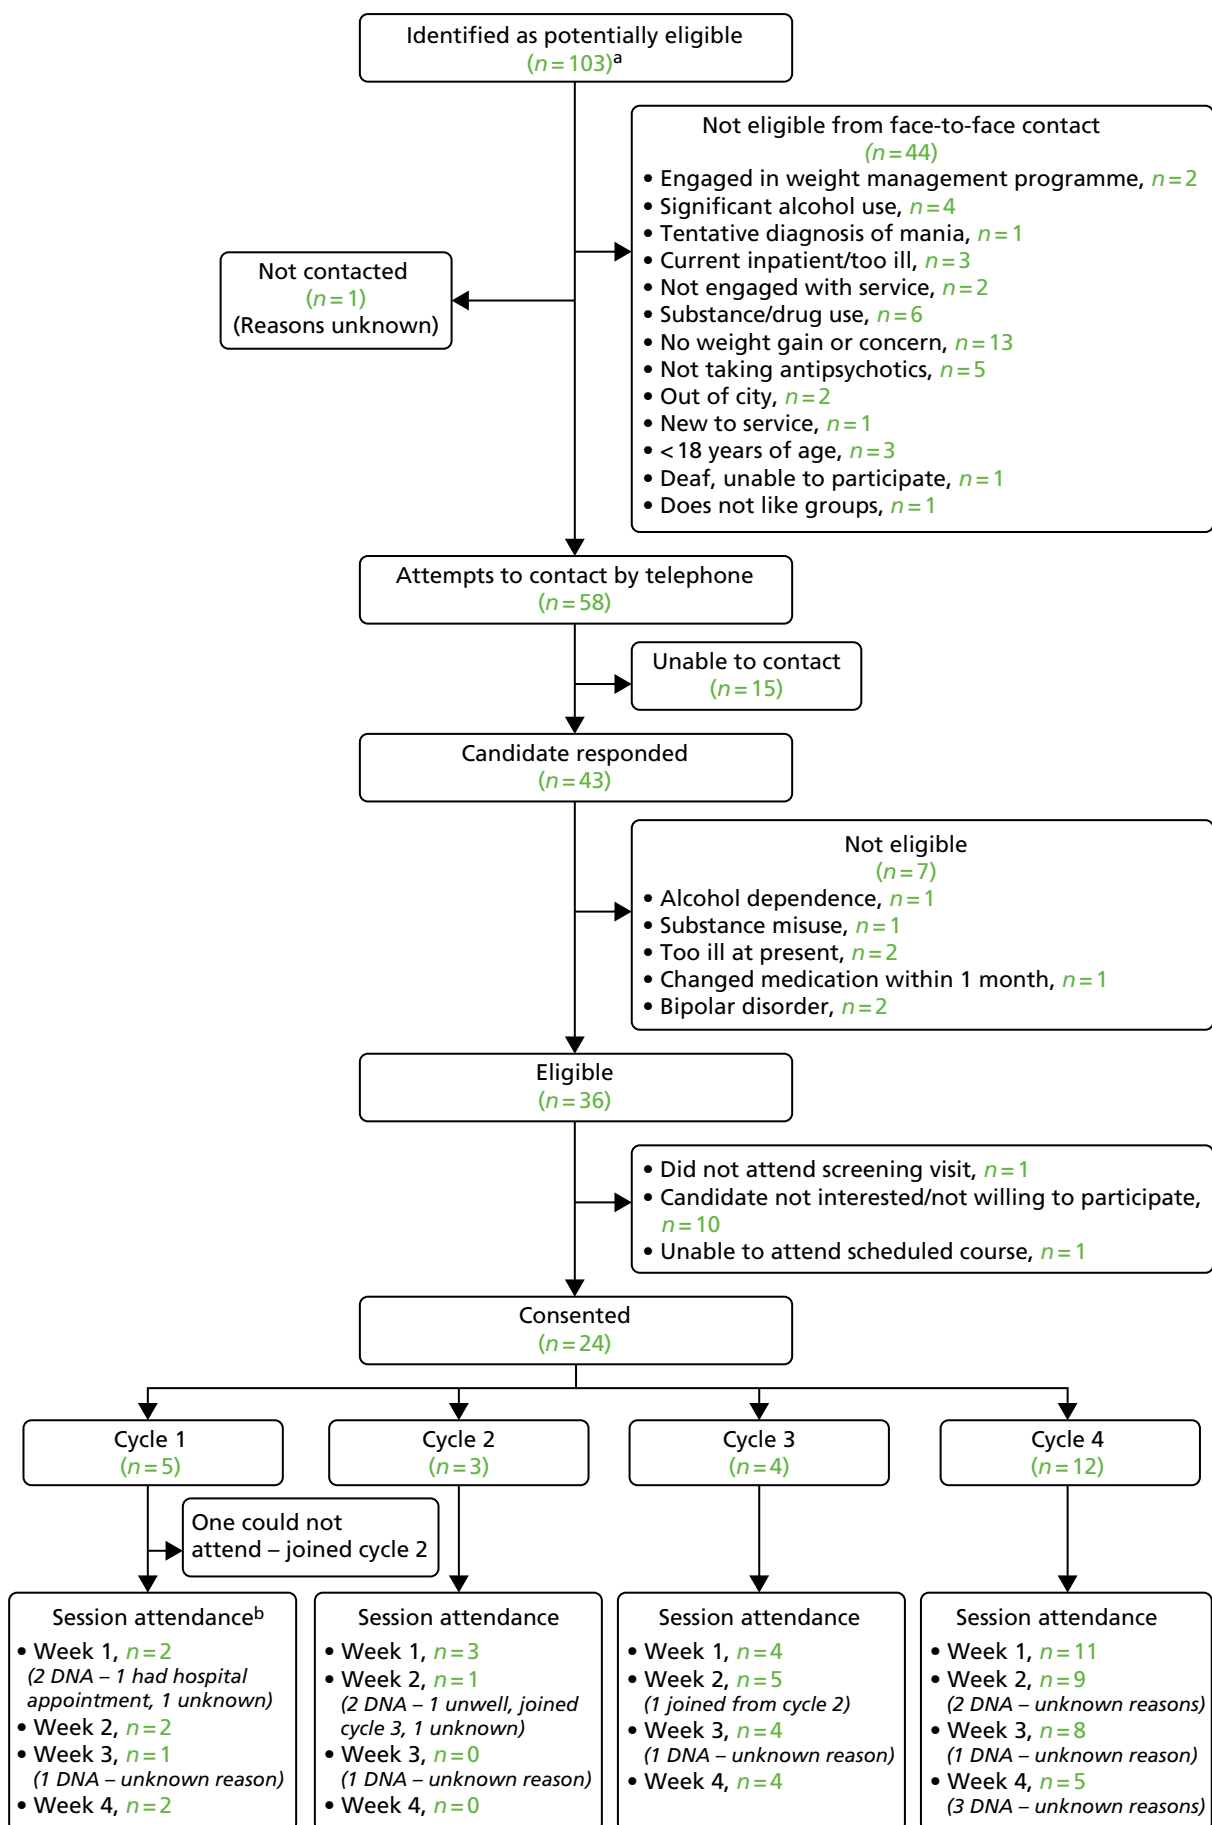 Identified as potentially eligible
(n=103)a
Not eligible from face-to-face contact
(n=44)
• Engaged in weight management programme, n=2
• Significant alcohol use, n=4
• Tentative diagnosis of mania, n=1
• Current inpatient/too ill, n=3
• Not engaged with service, n=2
• Substance/drug use, n=6
• No weight gain or concern, n=13
• Not taking antipsychotics, n=5
• Out of city, n=2
• New to service, n=1
• <18 years of age, n=3
• Deaf, unable to participate, n=1
• Does not like groups, n=1
Not contacted
(n=1)
(Reasons unknown)
Attempts to contact by telephone
(n=58)
Unable to contact
(n=15)
Candidate responded
(n=43)
Not eligible
(n=7)
• Alcohol dependence, n=1
• Substance misuse, n=1
• Too ill at present, n=2
• Changed medication within 1 month, n=1
• Bipolar disorder, n=2
Eligible
(n=36)
• Did not attend screening visit, n=1
• Candidate not interested/not willing to participate,
n=10
• Unable to attend scheduled course, n=1
Consented
(n=24)
Cycle 1
(n=5)
Cycle 2
(n=3)
Cycle 3
(n=4)
Cycle 4
(n=12)
One could not
attend – joined cycle 2
Session attendanceb
• Week 1, n=2
(2 DNA – 1 had hospital
appointment, 1 unknown)
• Week 2, n=2
• Week 3, n=1
(1 DNA – unknown reason)
• Week 4, n=2
Session attendance
• Week 1, n=3
• Week 2, n=1
(2 DNA – 1 unwell, joined
cycle 3, 1 unknown)
• Week 3, n=0
(1 DNA – unknown reason)
• Week 4, n=0
Session attendance
• Week 1, n=4
• Week 2, n=5
(1 joined from cycle 2)
• Week 3, n=4
(1 DNA – unknown reason)
• Week 4, n=4
Session attendance
• Week 1, n=11
• Week 2, n=9
(2 DNA – unknown reasons)
• Week 3, n=8
(1 DNA – unknown reason)
• Week 4, n=5
(3 DNA – unknown reasons)